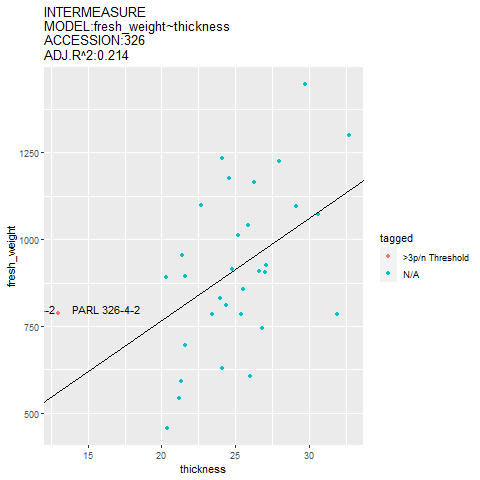 INTERMEASURE
MODEL:fresh_weight~thickness
ACCESSION:326
ADJ.R^2:0.214
1250
1000
750
500
fresh_weight
-2
PARL 326-4-2
15
20
25
30
thickness
tagged
>3p/n Threshold
N/A